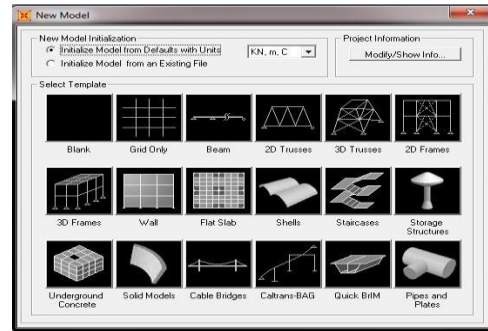 New Model
New Model Initialization
Project Information
Initialize Model from Defaults with Units
KN, m, C
Modify/Show Info...
Initialize Model from an Existing File
Select Template
Blank
Grid Only
Beam
2D Trusses
3D Trusses
2D Frames
3D Frames
Wall
Flat Slab
Shells
Staircases
Storage
Structures
Underground
Concrete
Solid Models
Cable Bridges
Caltrans-BAG
Quick BrIM
Pipes and
Plates